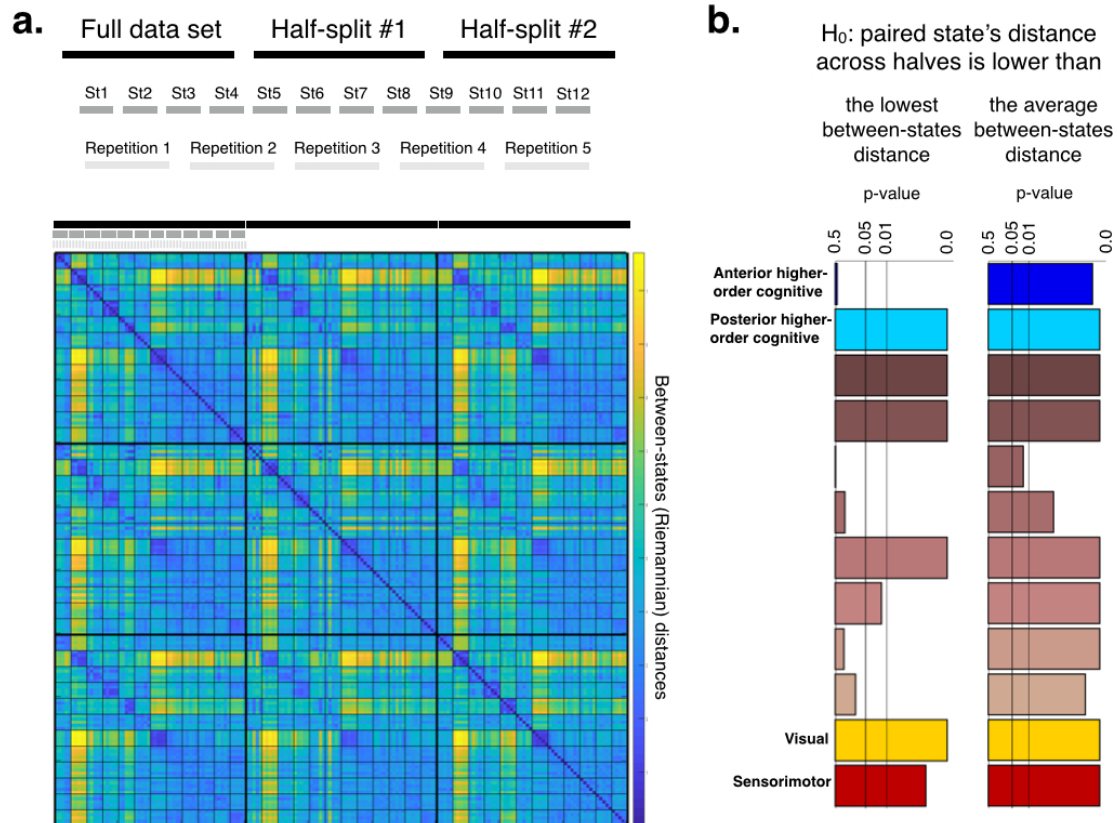 a.
Full data set
Half-split #1
Half-split #2
St1 St2 St3 St4 St5 St6 St7 St8 St9 St10 St11 St12
Repetition 1 Repetition 2 Repetition 3 Repetition 4 Repetition 5
Between-states (Riemannian) distances
b.
H₀: paired state's distance
across halves is lower than
the lowest
between-states
distance
the average
between-states
distance
p-value
p-value
0.5 0.05 0.01 0.0
0.5 0.05 0.01 0.0
Anterior higher-
order cognitive
Posterior higher-
order cognitive
Visual
Sensorimotor